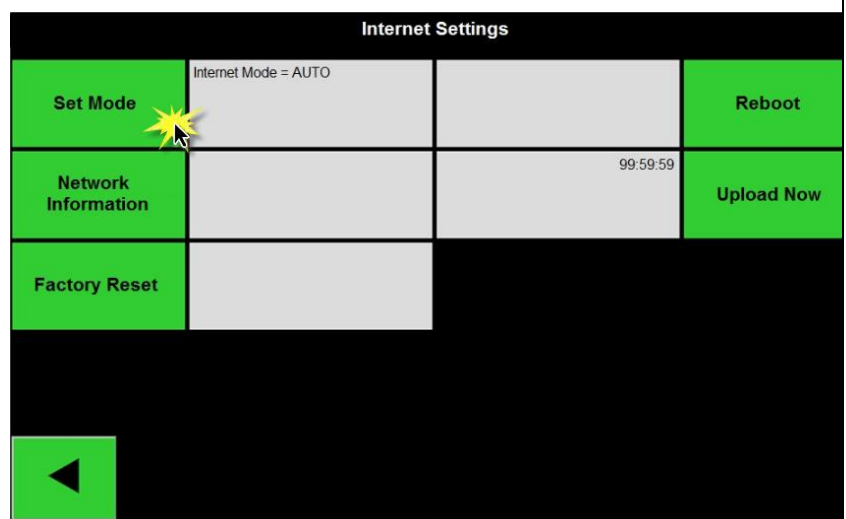 Internet Settings
Set Mode
Internet Mode = AUTO
Reboot
Network
Information
99:59:59
Upload Now
Factory Reset